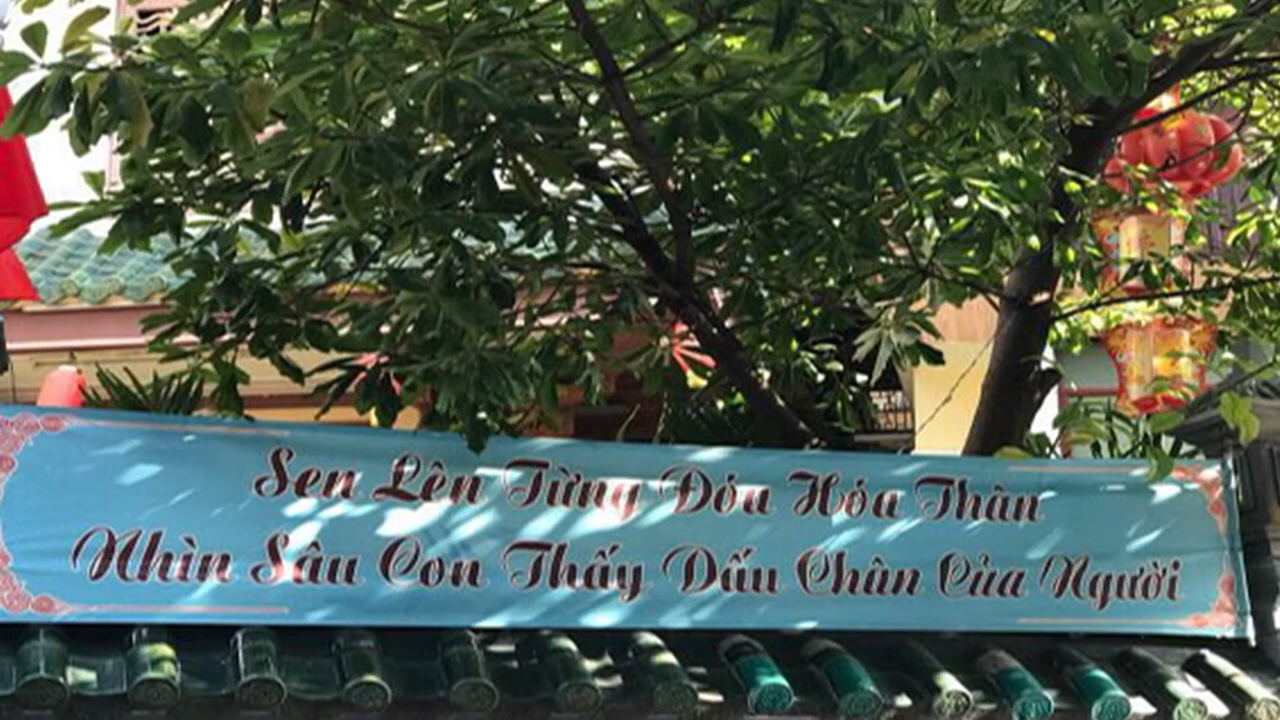 Sen Lên Từng Đóa Hóa Thân
Nhìn Sâu Con Thấy Dấu Chân Của Người